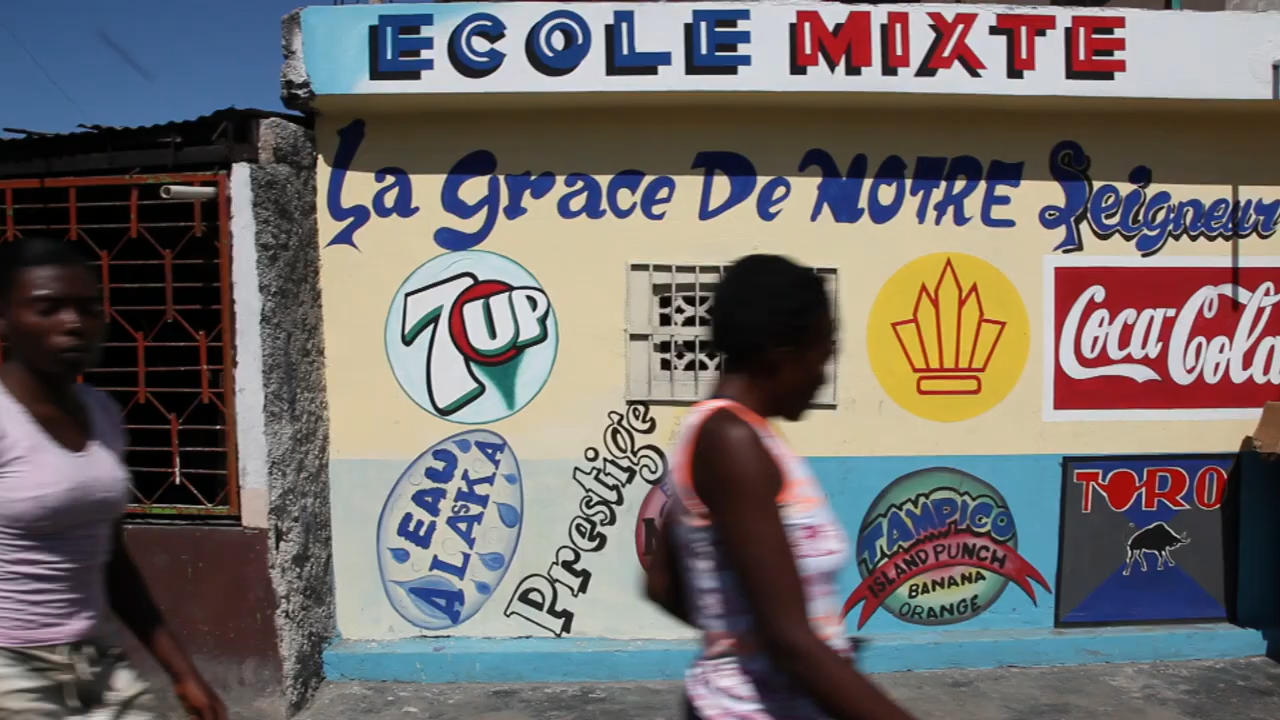 ECOLE MIXTE
La Grace De NOTRE Seigneur
7UP
Coca-Cola
EAU
ALASKA
Prestige
TAMPICO
ISLAND PUNCH
BANANA
ORANGE
TORO